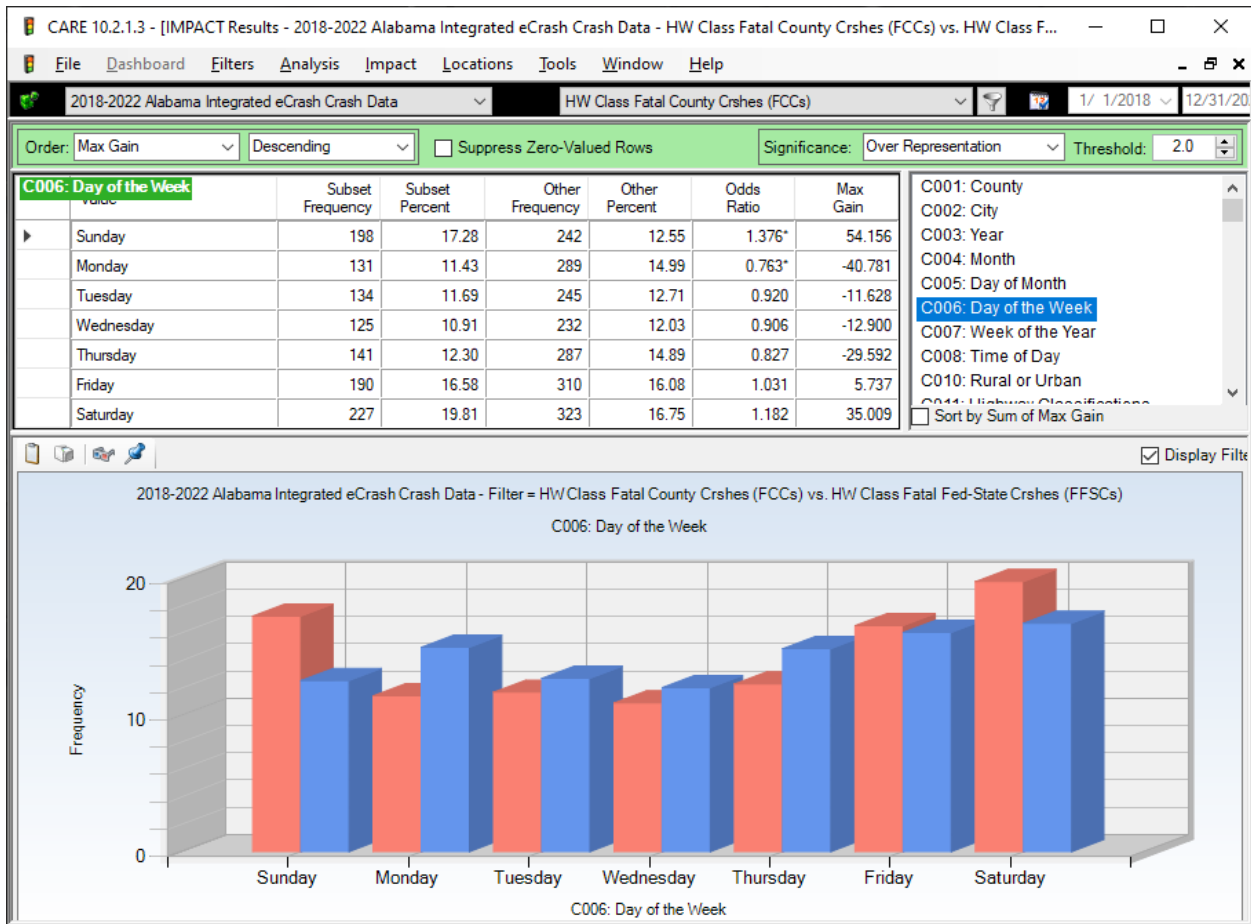 CARE 10.2.1.3 - [IMPACT Results - 2018-2022 Alabama Integrated eCrash Crash Data - HW Class Fatal County Crshes (FCCs) vs. HW Class F...
File Dashboard Filters Analysis Impact Locations Tools Window Help
2018-2022 Alabama Integrated eCrash Crash Data HW Class Fatal County Crshes (FCCs) 1/ 1/2018 12/31/20
Order: Max Gain Descending Suppress Zero-Valued Rows Significance: Over Representation Threshold: 2.0
C006: Day of the Week Subset Frequency Subset Percent Other Frequency Other Percent Odds Ratio Max Gain
Sunday 198 17.28 242 12.55 1.376* 54.156
Monday 131 11.43 289 14.99 0.763* -40.781
Tuesday 134 11.69 245 12.71 0.920 -11.628
Wednesday 125 10.91 232 12.03 0.906 -12.900
Thursday 141 12.30 287 14.89 0.827 -29.592
Friday 190 16.58 310 16.08 1.031 5.737
Saturday 227 19.81 323 16.75 1.182 35.009
C001: County
C002: City
C003: Year
C004: Month
C005: Day of Month
C006: Day of the Week
C007: Week of the Year
C008: Time of Day
C010: Rural or Urban
C011: Highway Classifications
Sort by Sum of Max Gain
Display Filte
2018-2022 Alabama Integrated eCrash Crash Data - Filter = HW Class Fatal County Crshes (FCCs) vs. HW Class Fatal Fed-State Crshes (FFSCs)
C006: Day of the Week
20
10
0
Frequency
Sunday Monday Tuesday Wednesday Thursday Friday Saturday
C006: Day of the Week